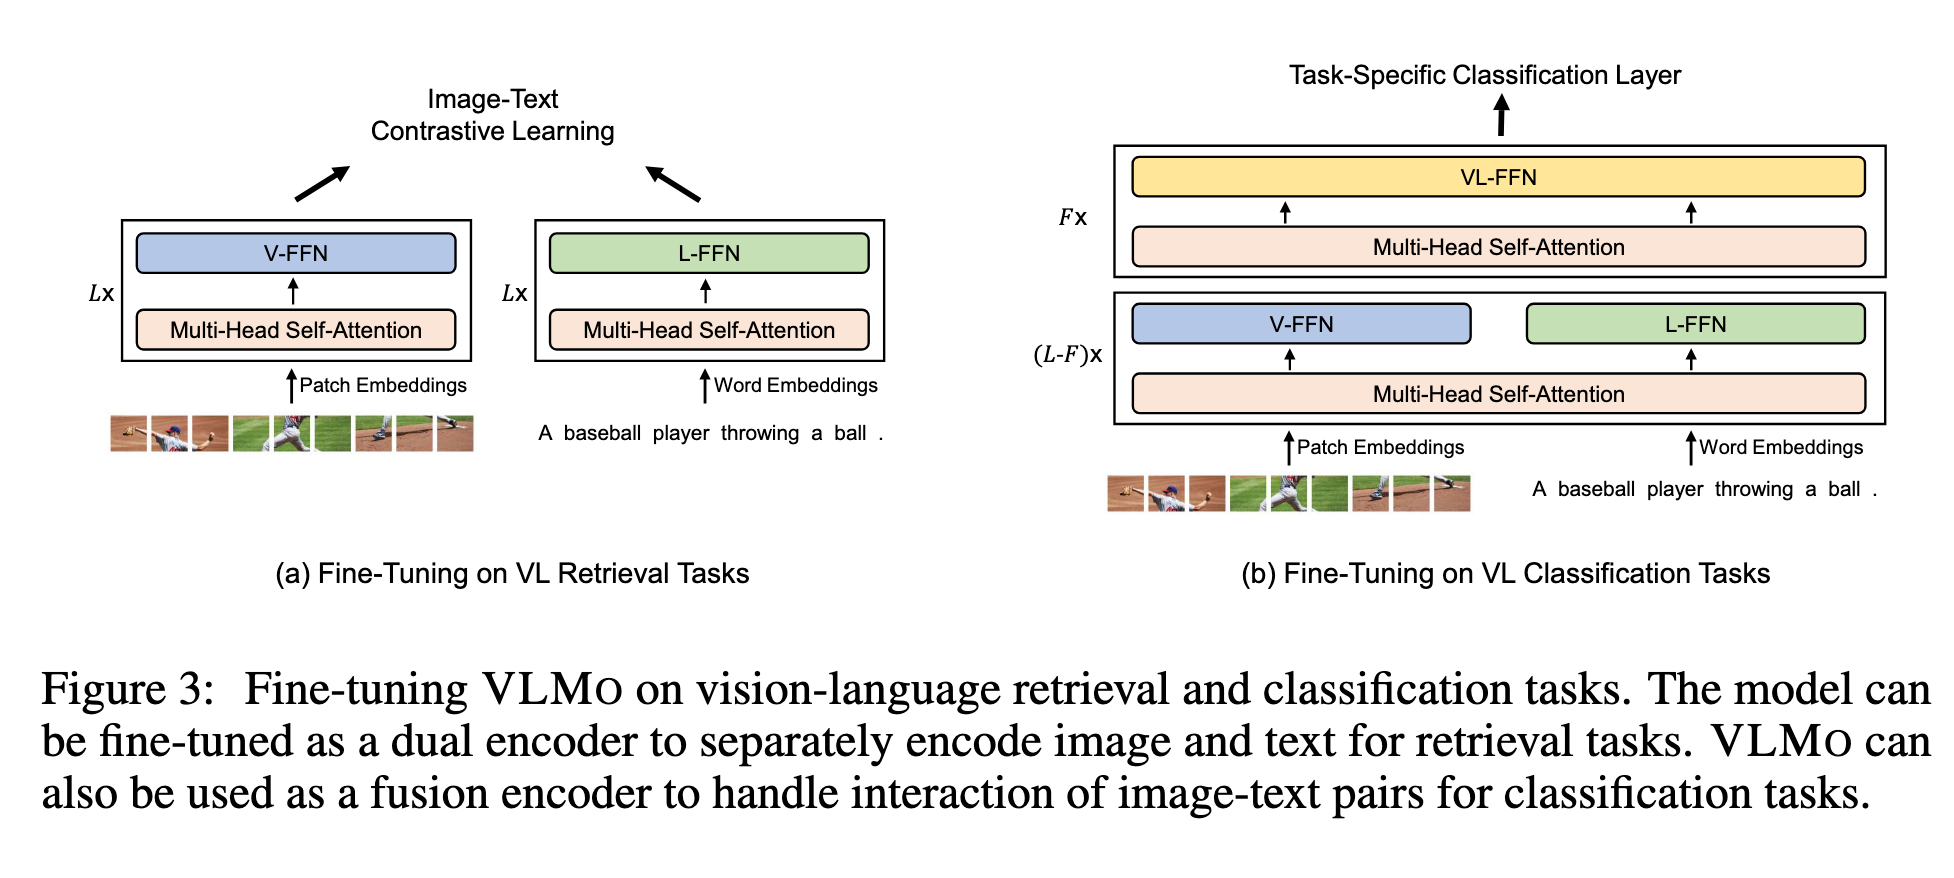 Image-Text
Contrastive Learning
V-FFN
Lx
Multi-Head Self-Attention
Patch Embeddings
L-FFN
Lx
Multi-Head Self-Attention
Word Embeddings
A baseball player throwing a ball .
(a) Fine-Tuning on VL Retrieval Tasks
Task-Specific Classification Layer
VL-FFN
Fx
Multi-Head Self-Attention
V-FFN
L-FFN
(L-F)x
Multi-Head Self-Attention
Patch Embeddings
Word Embeddings
A baseball player throwing a ball .
(b) Fine-Tuning on VL Classification Tasks
Figure 3: Fine-tuning VLMO on vision-language retrieval and classification tasks. The model can
be fine-tuned as a dual encoder to separately encode image and text for retrieval tasks. VLMO can
also be used as a fusion encoder to handle interaction of image-text pairs for classification tasks.